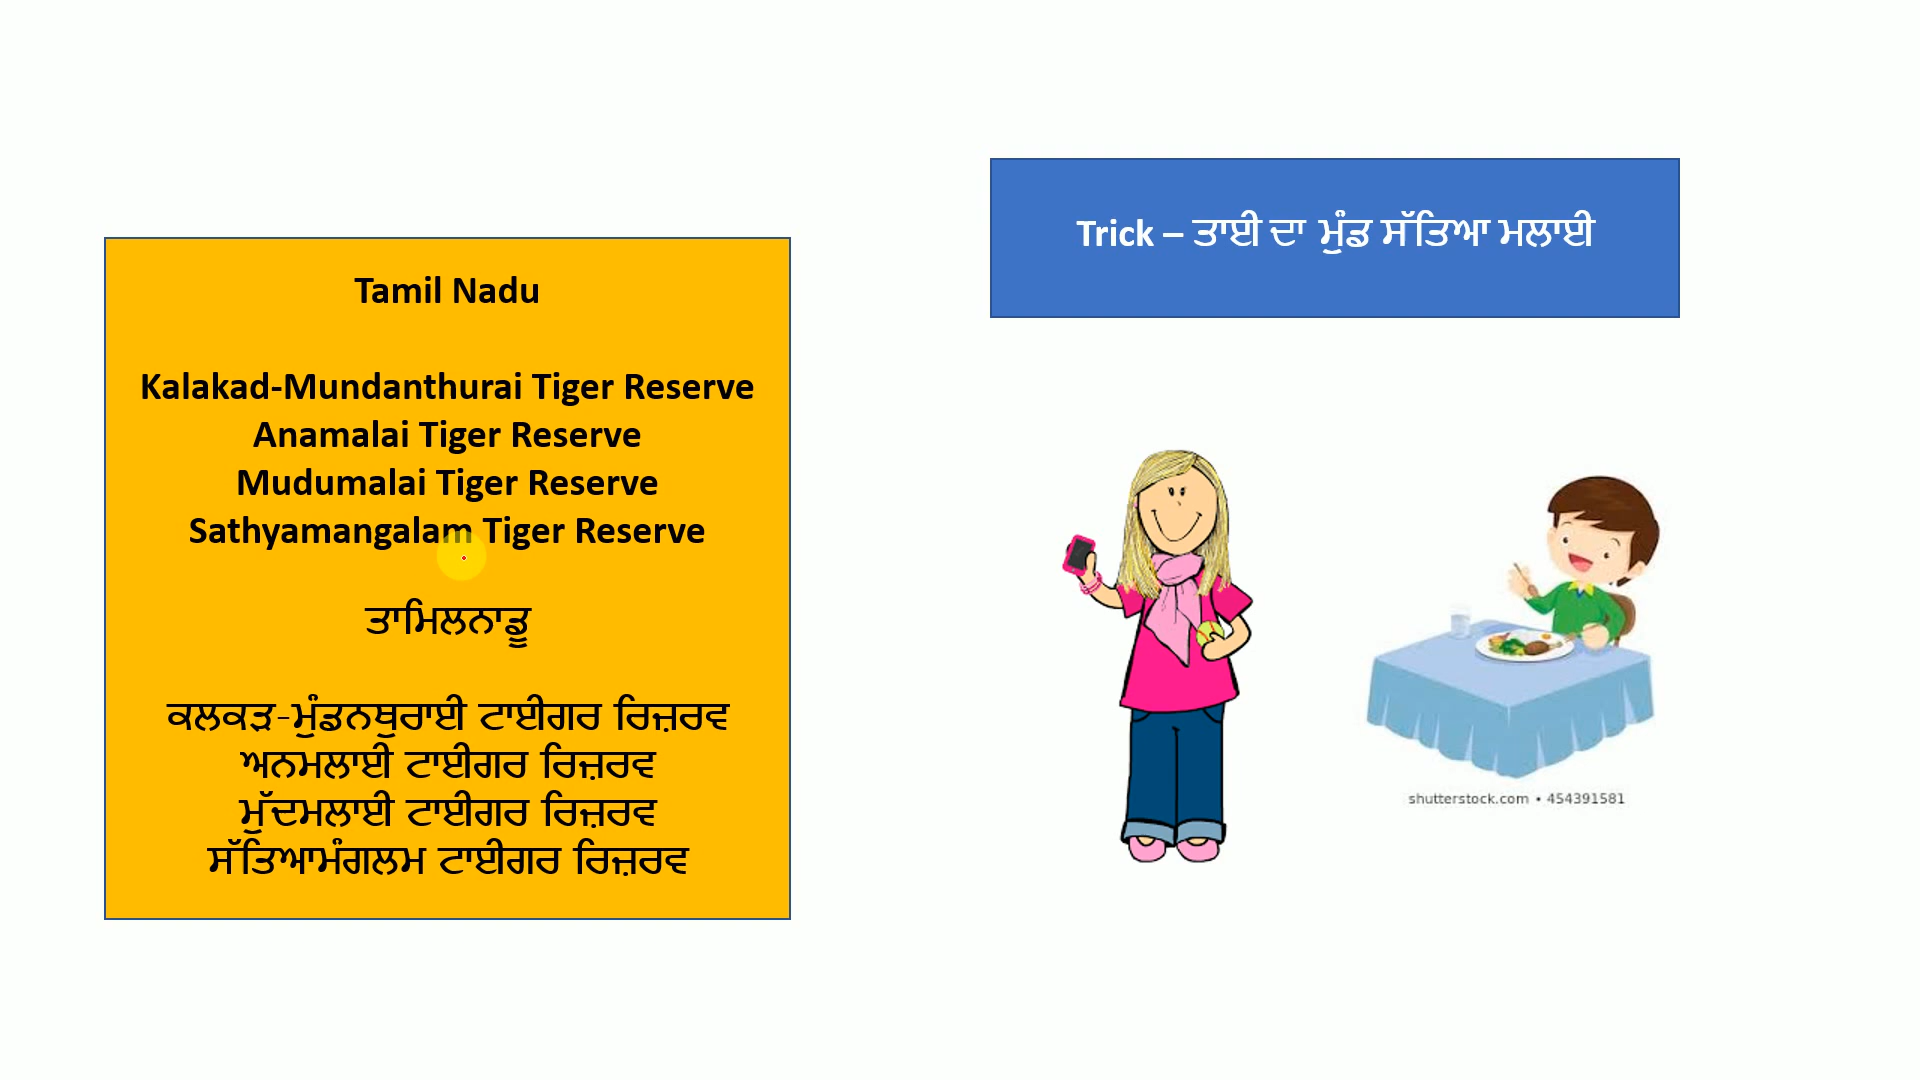 Tamil Nadu
Kalakad-Mundanthurai Tiger Reserve
Anamalai Tiger Reserve
Mudumalai Tiger Reserve
Sathyamangalam Tiger Reserve
ਤਾਮਿਲਨਾਡੂ
ਕਲਕੜ-ਮੁੰਡਨਥੁਰਾਈ ਟਾਈਗਰ ਰਿਜ਼ਰਵ
ਅਨਮਲਾਈ ਟਾਈਗਰ ਰਿਜ਼ਰਵ
ਮੁੱਦਮਲਾਈ ਟਾਈਗਰ ਰਿਜ਼ਰਵ
ਸੱਤਿਆਮੰਗਲਮ ਟਾਈਗਰ ਰਿਜ਼ਰਵ
Trick – ਤਾਈ ਦਾ ਮੁੰਡ ਸੱਤਿਆ ਮਲਾਈ
shutterstock.com • 454391581